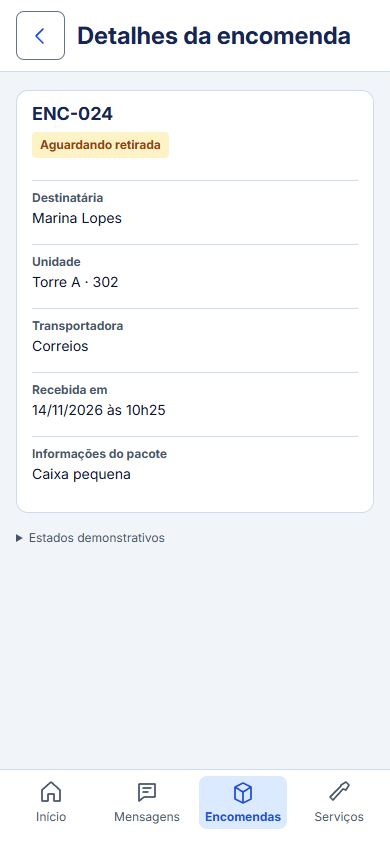 Detalhes da encomenda
ENC-024
Aguardando retirada
Destinatária
Marina Lopes
Unidade
Torre A · 302
Transportadora
Correios
Recebida em
14/11/2026 às 10h25
Informações do pacote
Caixa pequena
Estados demonstrativos
Início
Mensagens
Encomendas
Serviços